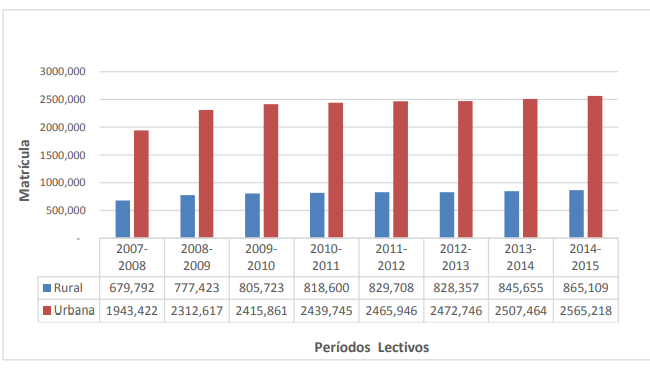 3000,000
2500,000
2000,000
1500,000
1000,000
500,000
-
Matrícula
2007-2008 2008-2009 2009-2010 2010-2011 2011-2012 2012-2013 2013-2014 2014-2015
Rural 679,792 777,423 805,723 818,600 829,708 828,357 845,655 865,109
Urbana 1943,422 2312,617 2415,861 2439,745 2465,946 2472,746 2507,464 2565,218
Períodos Lectivos